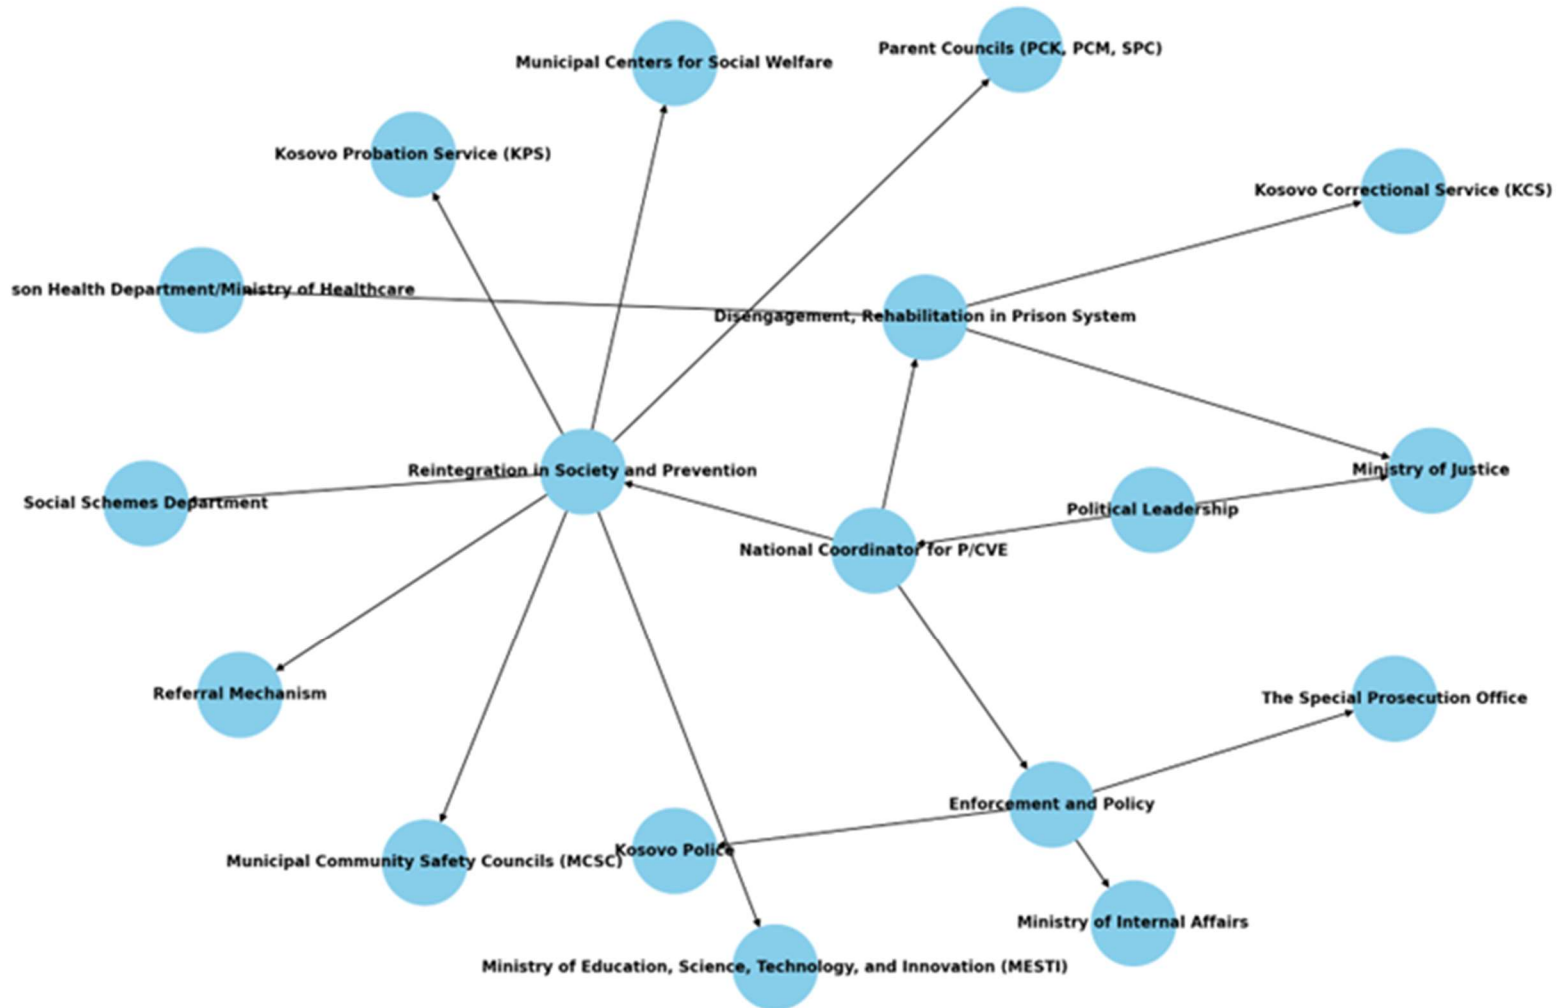 Parent Councils (PCK, PCM, SPC)
Municipal Centers for Social Welfare
Kosovo Probation Service (KPS)
Kosovo Correctional Service (KCS)
son Health Department/Ministry of Healthcare
Disengagement, Rehabilitation in Prison System
Reintegration in Society and Prevention
Ministry of Justice
Social Schemes Department
Political Leadership
National Coordinator for P/CVE
Referral Mechanism
The Special Prosecution Office
Enforcement and Policy
Kosovo Police
Municipal Community Safety Councils (MCSC)
Ministry of Internal Affairs
Ministry of Education, Science, Technology, and Innovation (MESTI)